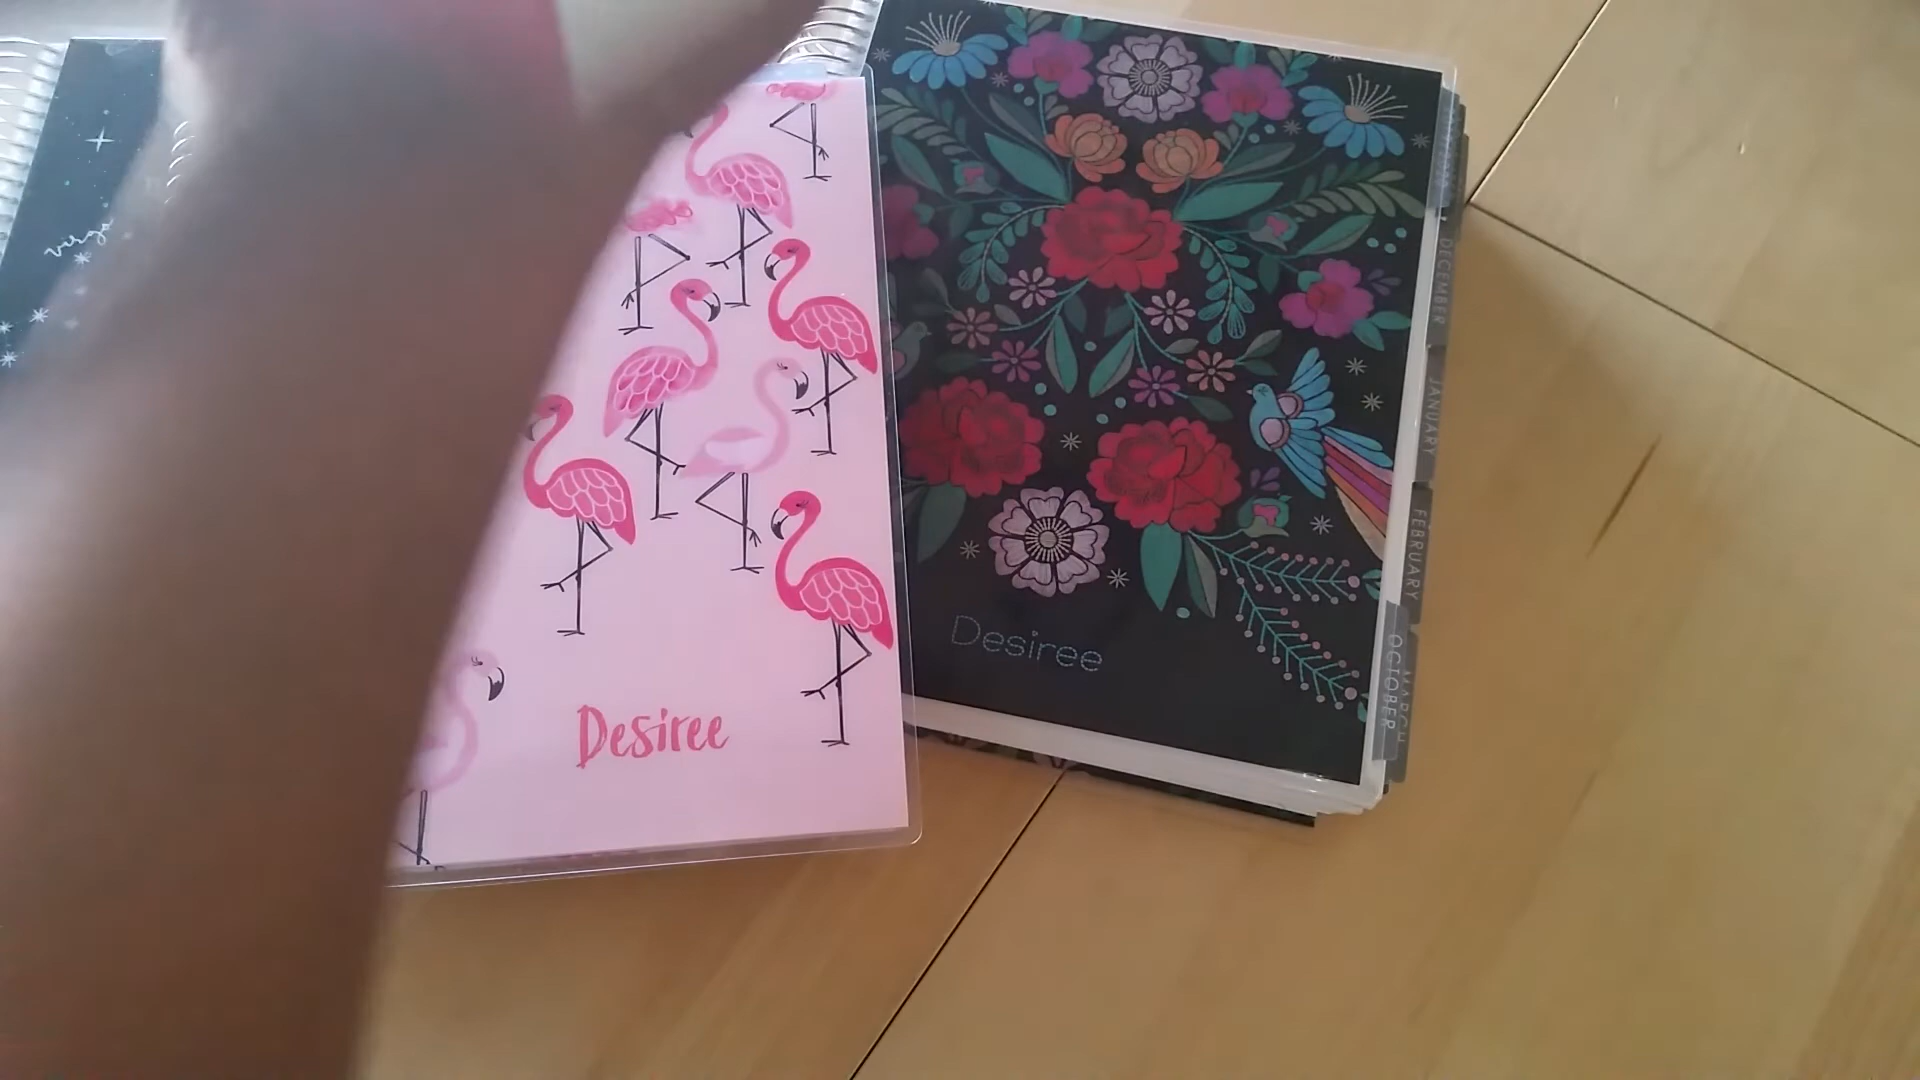 Desiree
Desiree
DECEMBER
JANUARY
FEBRUARY
MARCH
OCTOBER